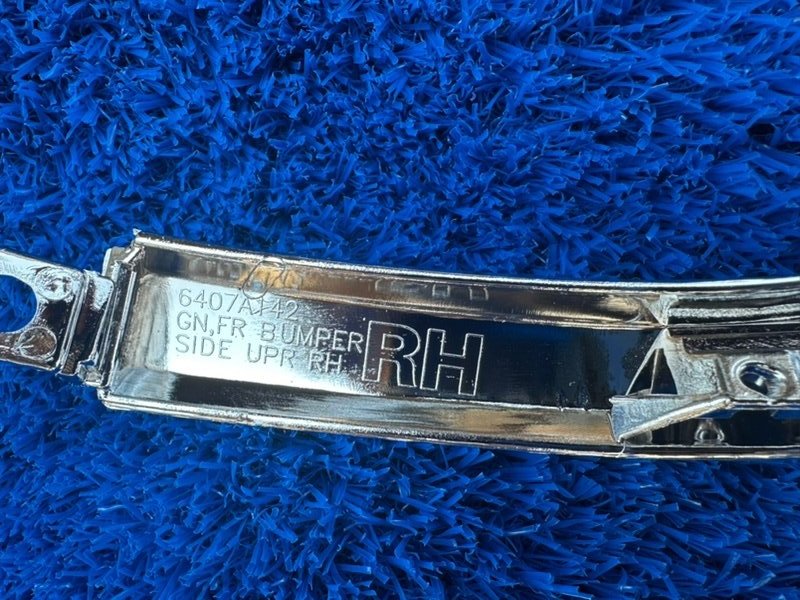 6407A142
GN,FR BUMPER
SIDE UPR RH
RH